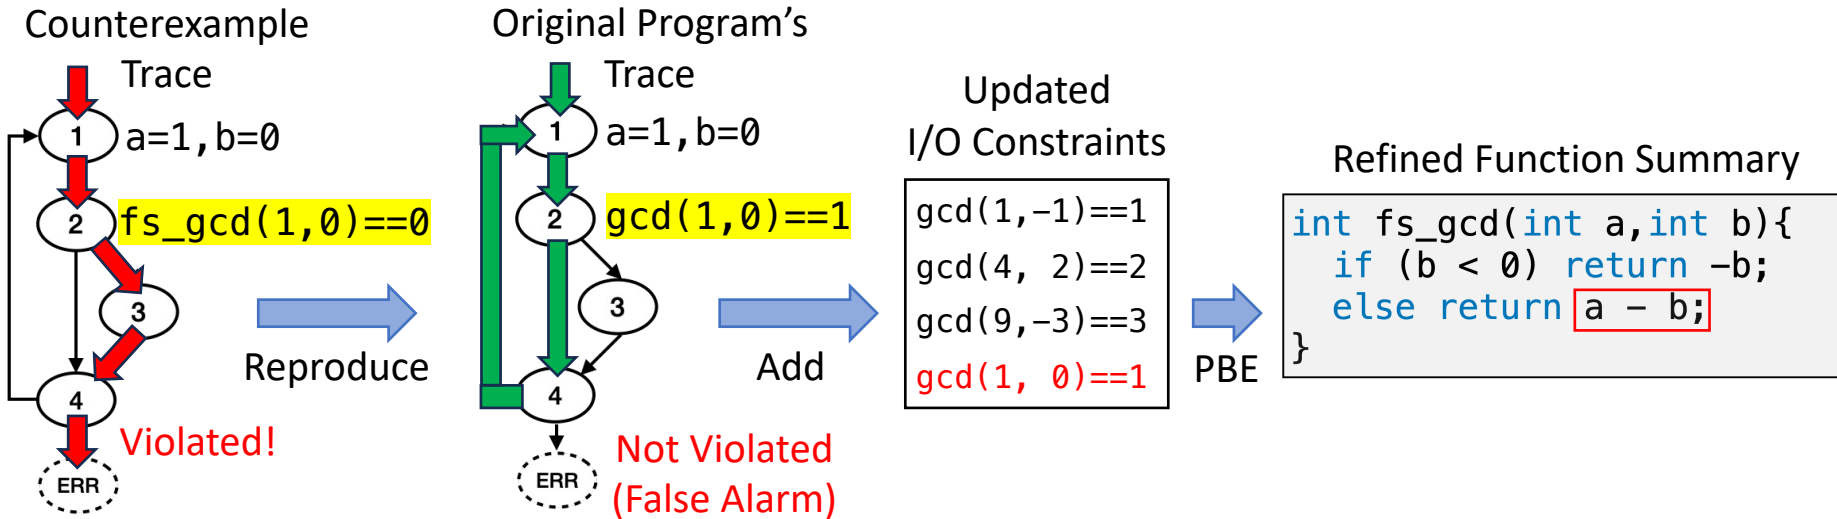 Counterexample
Trace
1
a=1,b=0
2
fs_gcd(1,0)==0
3
4
Violated!
ERR
Reproduce
Original Program's
Trace
1
a=1,b=0
2
gcd(1,0)==1
3
4
Not Violated
(False Alarm)
ERR
Add
Updated
I/O Constraints
gcd(1,-1)==1
gcd(4, 2)==2
gcd(9,-3)==3
gcd(1, 0)==1
PBE
Refined Function Summary
int fs_gcd(int a,int b){
if (b < 0) return -b;
else return a - b;
}